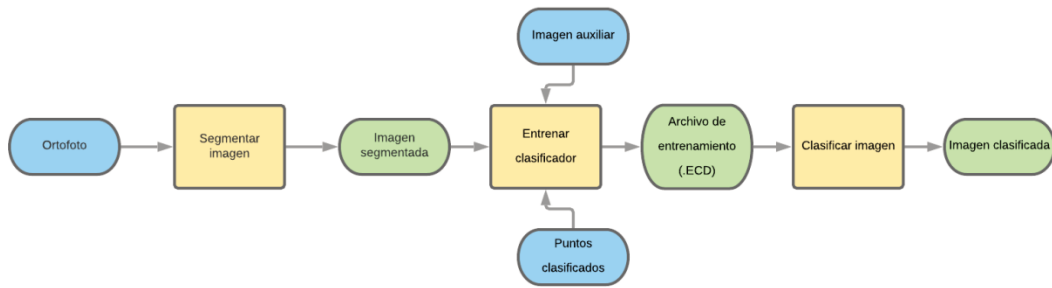 Imagen auxiliar
Ortofoto
Segmentar
imagen
Imagen
segmentada
Entrenar
clasificador
Archivo de
entrenamiento
(.ECD)
Clasificar imagen
Imagen clasificada
Puntos
clasificados